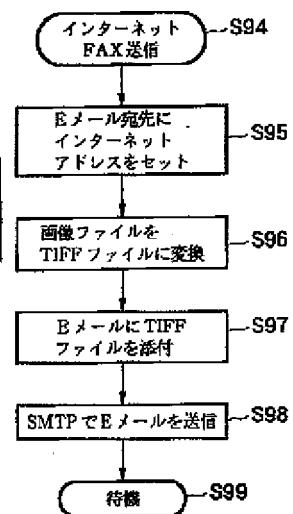 インターネット
FAX送信
S94
Eメール宛先に
インターネット
アドレスをセット
S95
画像ファイルを
TIFFファイルに変換
S96
EメールにTIFF
ファイルを添付
S97
SMTPでEメールを送信
S98
待機
S99